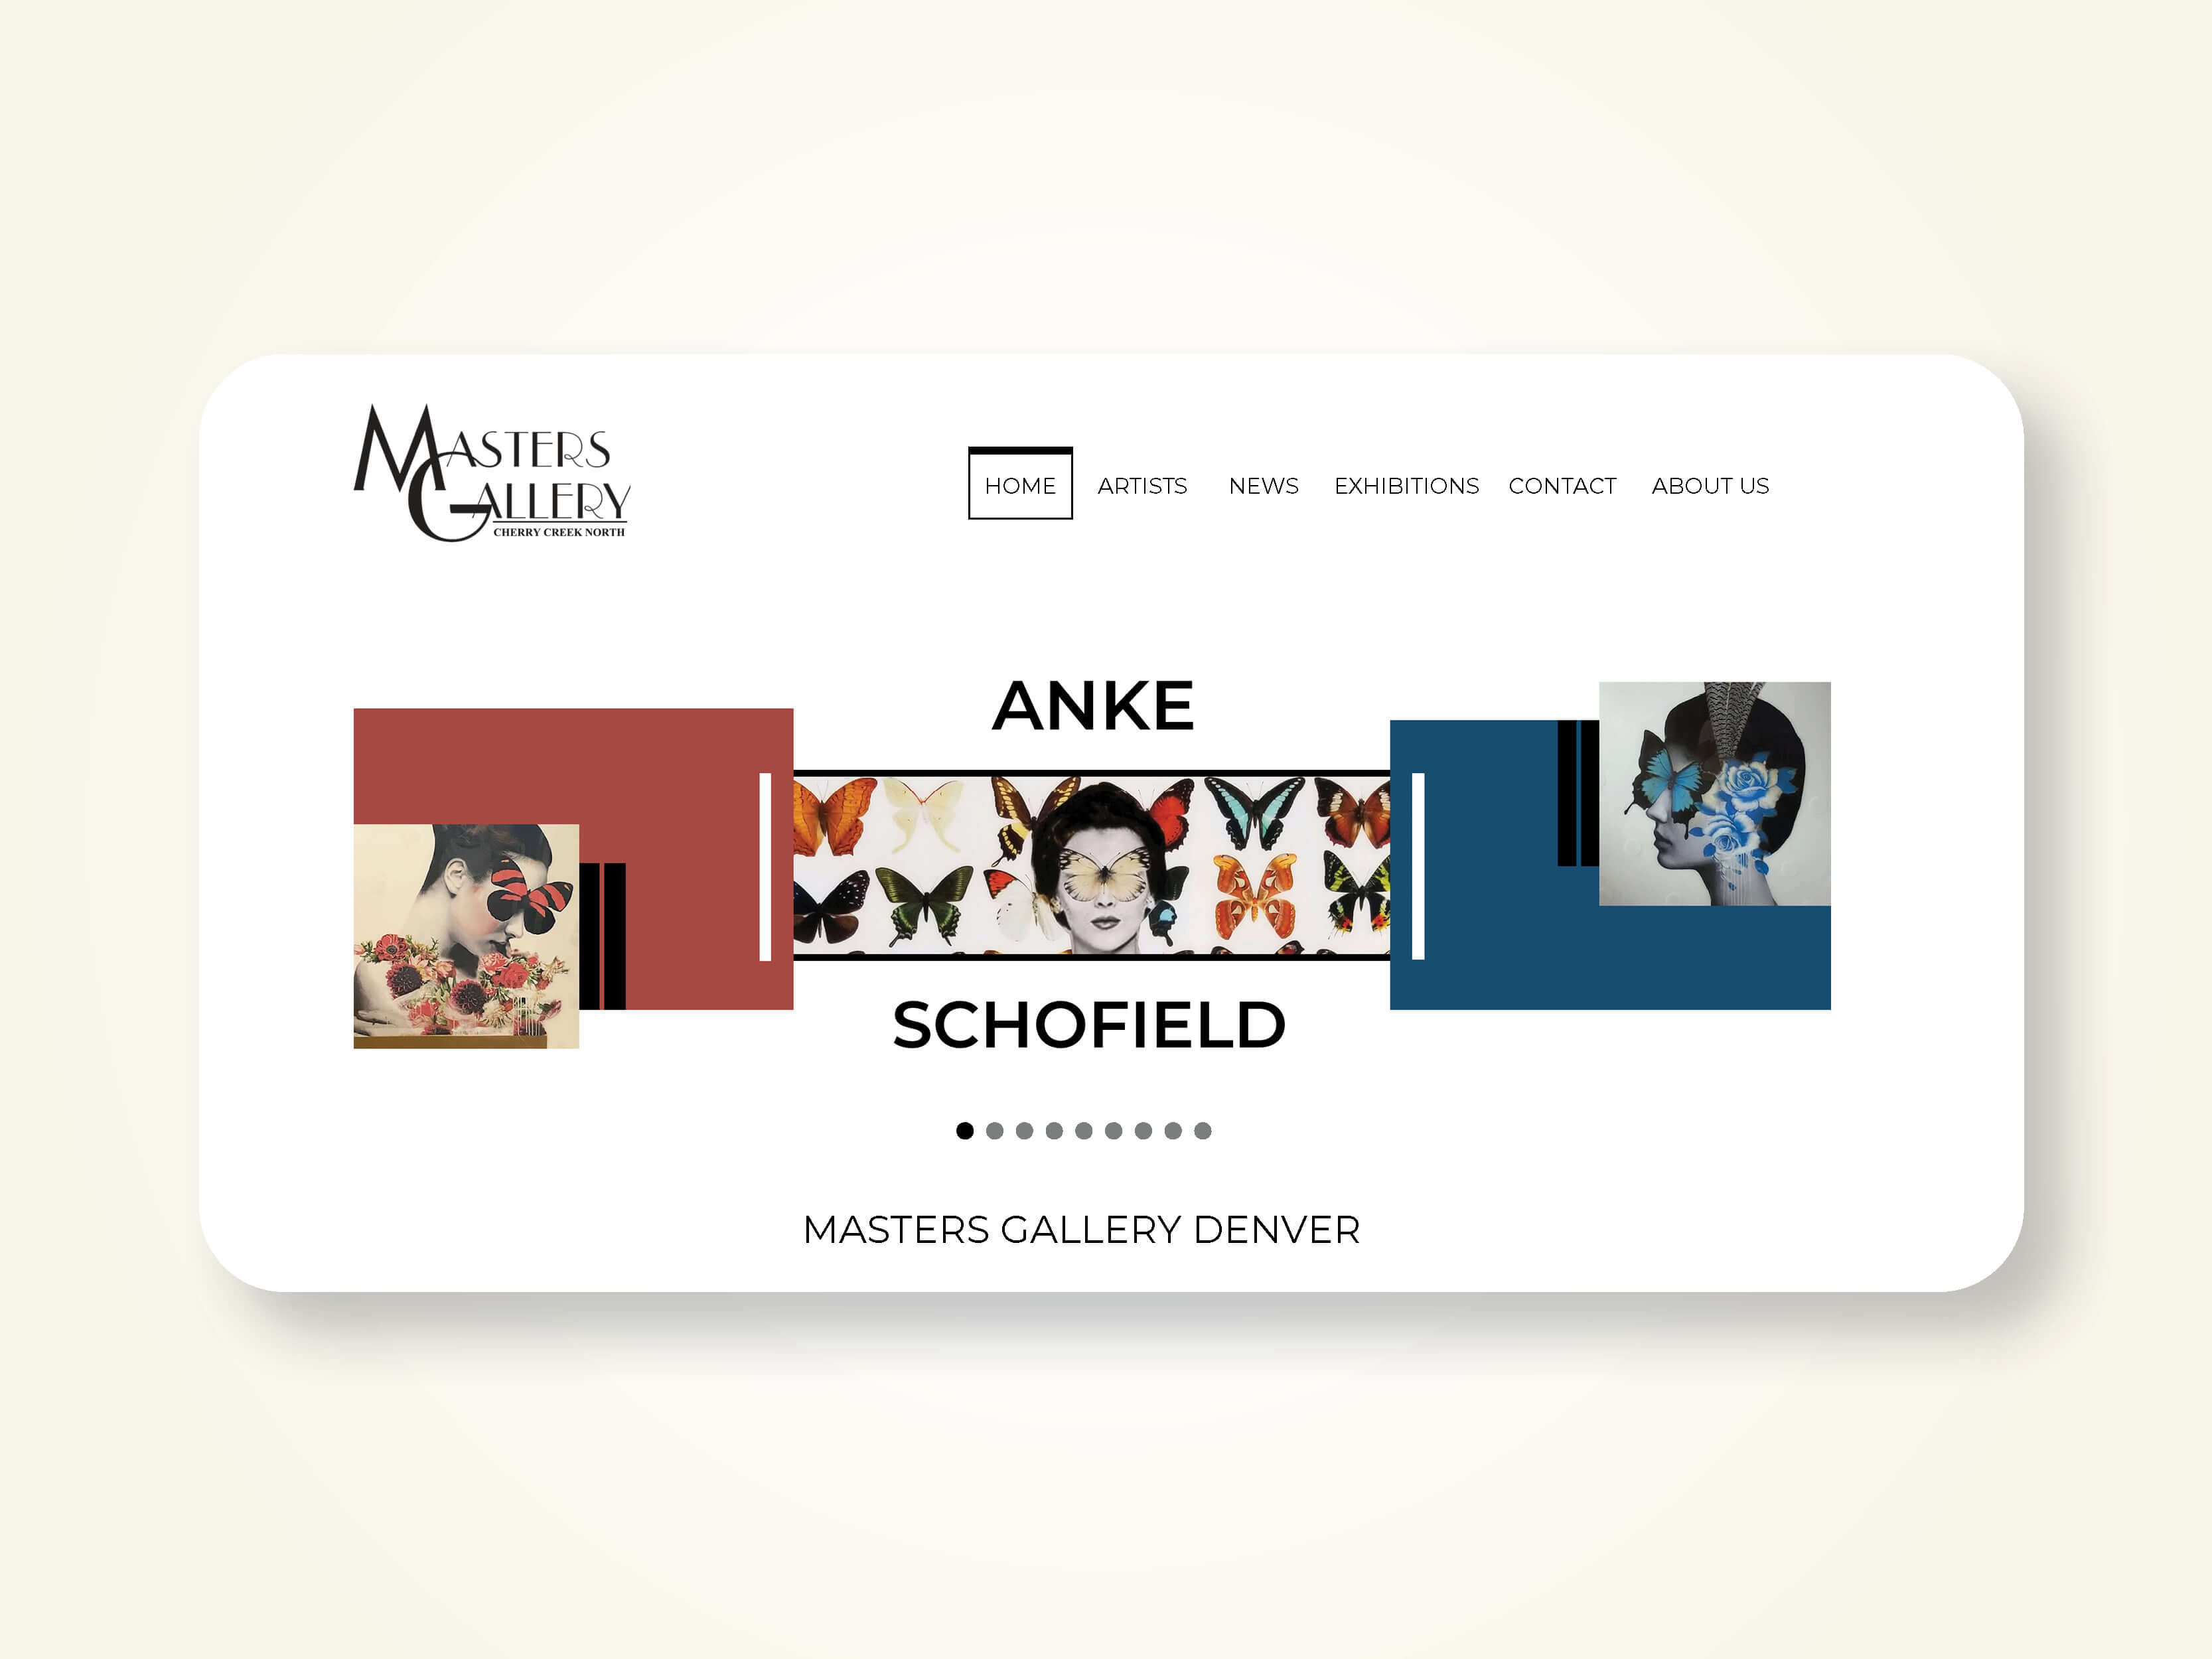 MASTERS
GALLERY
CHERRY CREEK NORTH
HOME ARTISTS NEWS EXHIBITIONS CONTACT ABOUT US
ANKE
SCHOFIELD
MASTERS GALLERY DENVER